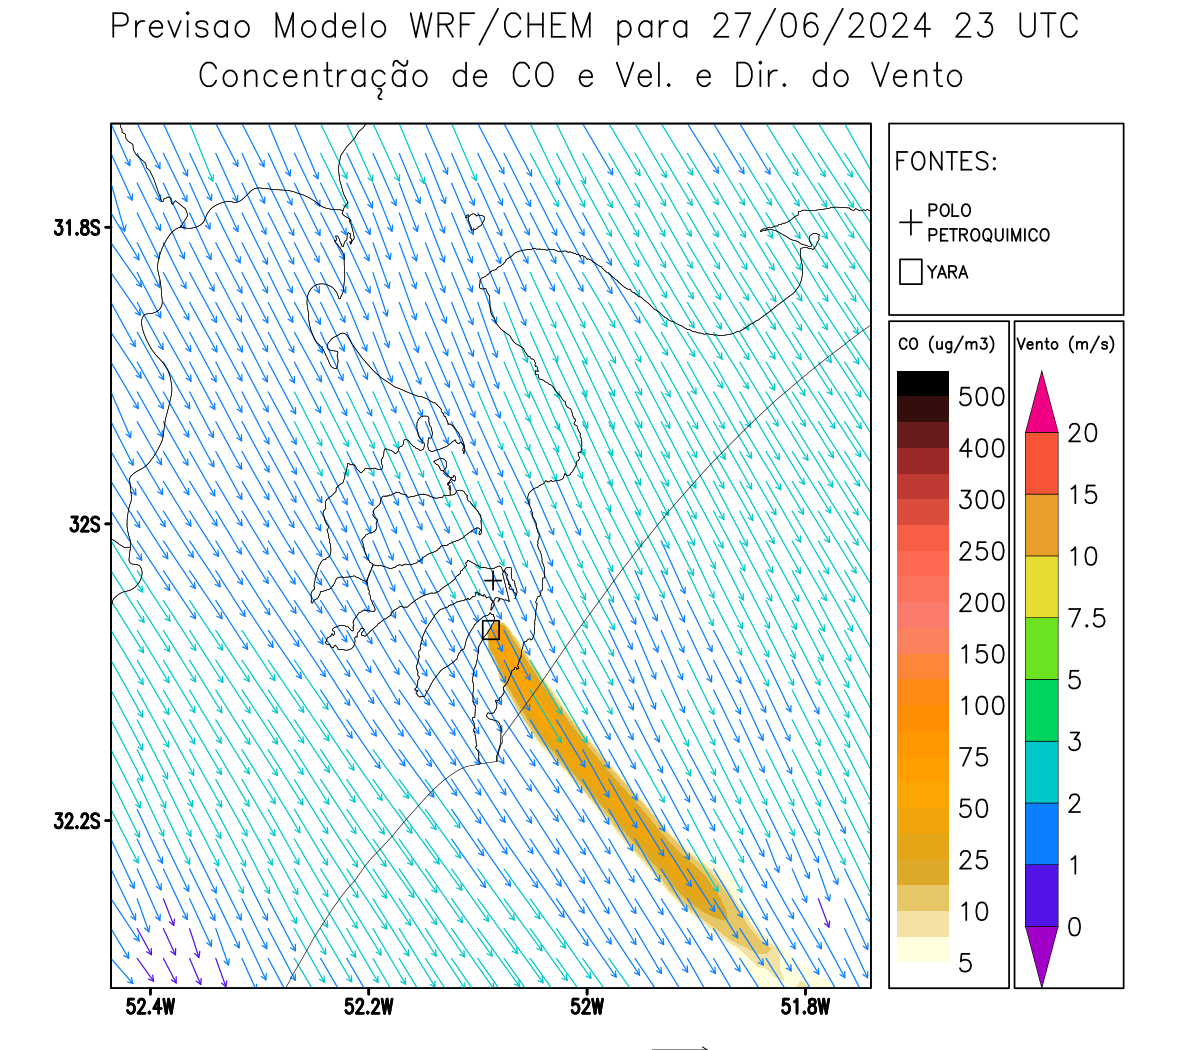 Previsao Modelo WRF/CHEM para 27/06/2024 23 UTC
Concentração de CO e Vel. e Dir. do Vento
FONTES:
POLO
PETROQUIMICO
YARA
CO (ug/m3)
500
400
300
250
200
150
100
75
50
25
10
5
Vento (m/s)
20
15
10
7.5
5
3
2
1
0
31.8S
32S
32.2S
52.4W
52.2W
52W
51.8W